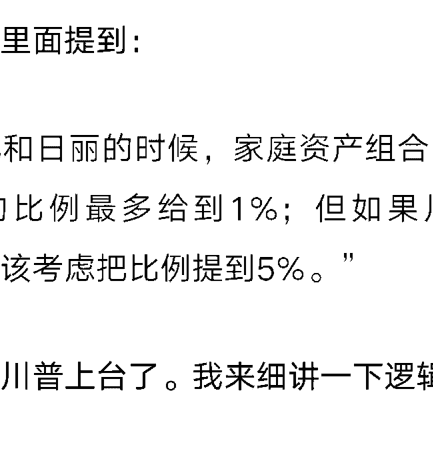 里面提到：
和日丽的时候，家庭资产组合
比例最多给到1%；但如果
该考虑把比例提到5%。”
川普上台了。我来细讲一下逻辑